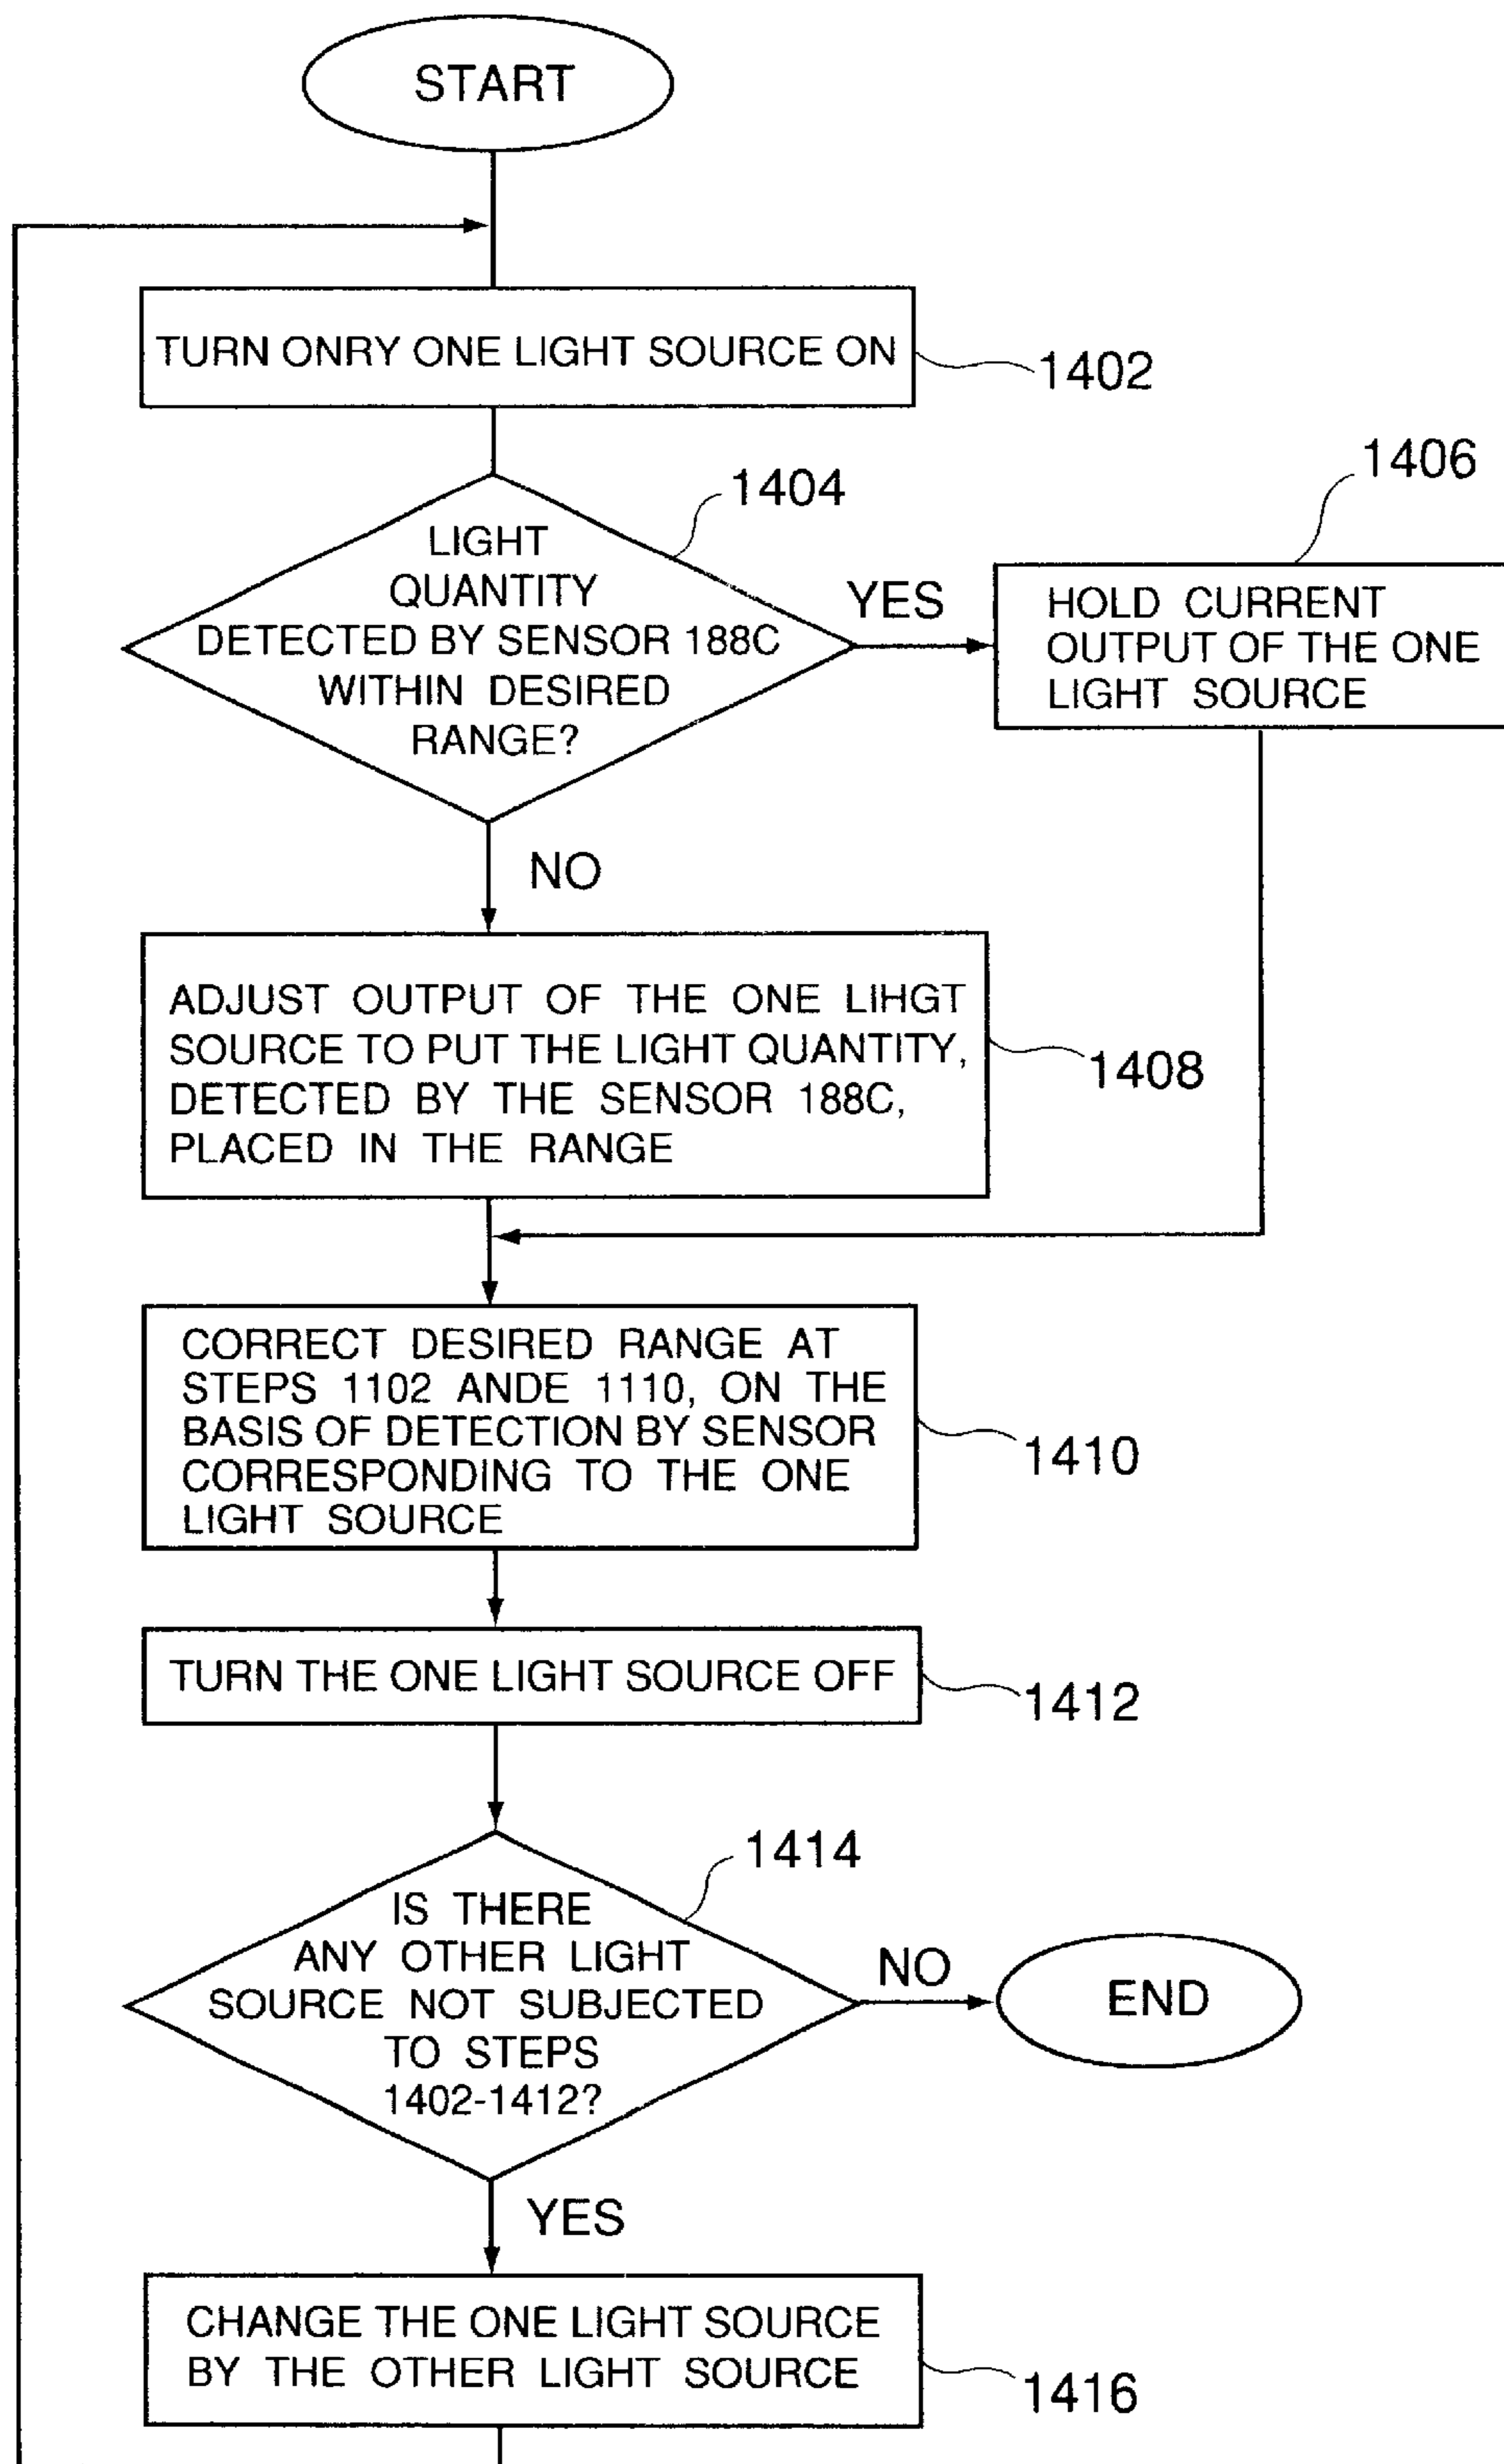 START
TURN ONRY ONE LIGHT SOURCE ON
1402
1404
LIGHT
QUANTITY
DETECTED BY SENSOR 188C
WITHIN DESIRED
RANGE?
YES
1406
HOLD CURRENT
OUTPUT OF THE ONE
LIGHT SOURCE
NO
ADJUST OUTPUT OF THE ONE LIHGT
SOURCE TO PUT THE LIGHT QUANTITY,
DETECTED BY THE SENSOR 188C,
PLACED IN THE RANGE
1408
CORRECT DESIRED RANGE AT
STEPS 1102 ANDE 1110, ON THE
BASIS OF DETECTION BY SENSOR
CORRESPONDING TO THE ONE
LIGHT SOURCE
1410
TURN THE ONE LIGHT SOURCE OFF
1412
1414
IS THERE
ANY OTHER LIGHT
SOURCE NOT SUBJECTED
TO STEPS
1402-1412?
NO
END
YES
CHANGE THE ONE LIGHT SOURCE
BY THE OTHER LIGHT SOURCE
1416